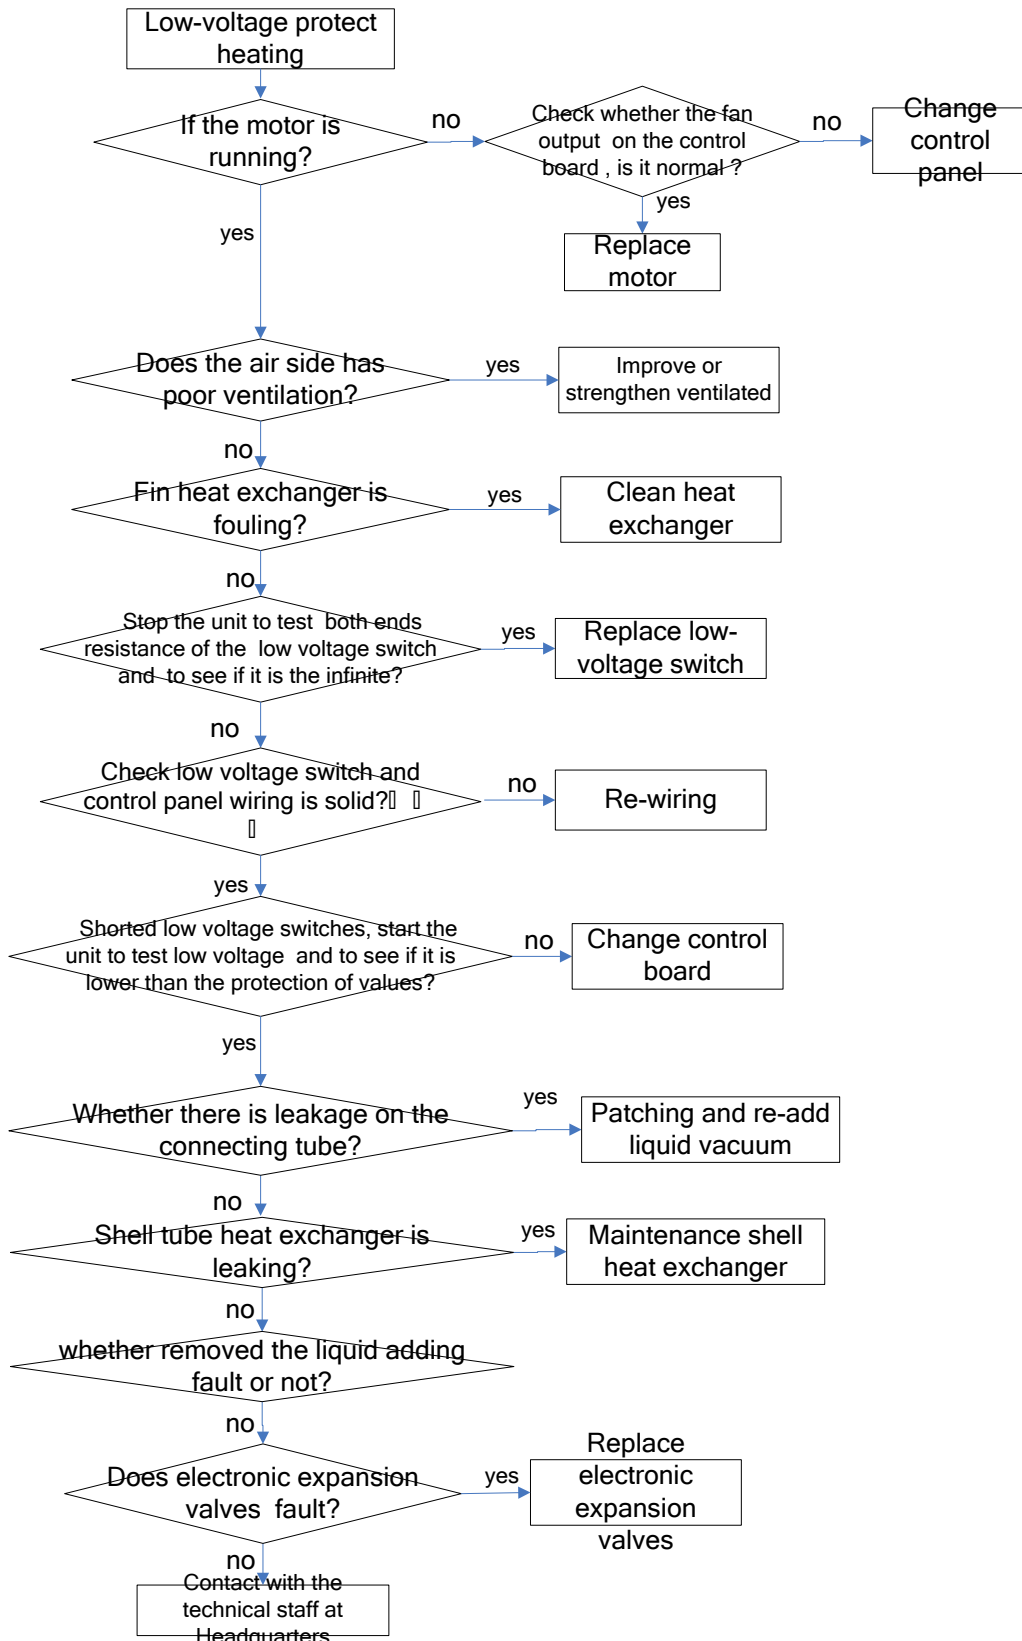 Low-voltage protect
heating
If the motor is
running?
no
Check whether the fan
output on the control
board , is it normal ?
no
Change
control
panel
yes
Replace
motor
yes
Does the air side has
poor ventilation?
yes
Improve or
strengthen ventilated
no
Fin heat exchanger is
fouling?
yes
Clean heat
exchanger
no
Stop the unit to test both ends
resistance of the low voltage switch
and to see if it is the infinite?
yes
Replace low-
voltage switch
no
Check low voltage switch and
control panel wiring is solid?
no
Re-wiring
yes
Shorted low voltage switches, start the
unit to test low voltage and to see if it is
lower than the protection of values?
no
Change control
board
yes
Whether there is leakage on the
connecting tube?
yes
Patching and re-add
liquid vacuum
no
Shell tube heat exchanger is
leaking?
yes
Maintenance shell
heat exchanger
no
whether removed the liquid adding
fault or not?
no
Does electronic expansion
valves fault?
yes
Replace
electronic
expansion
valves
no
Contact with the
technical staff at
Headquarters